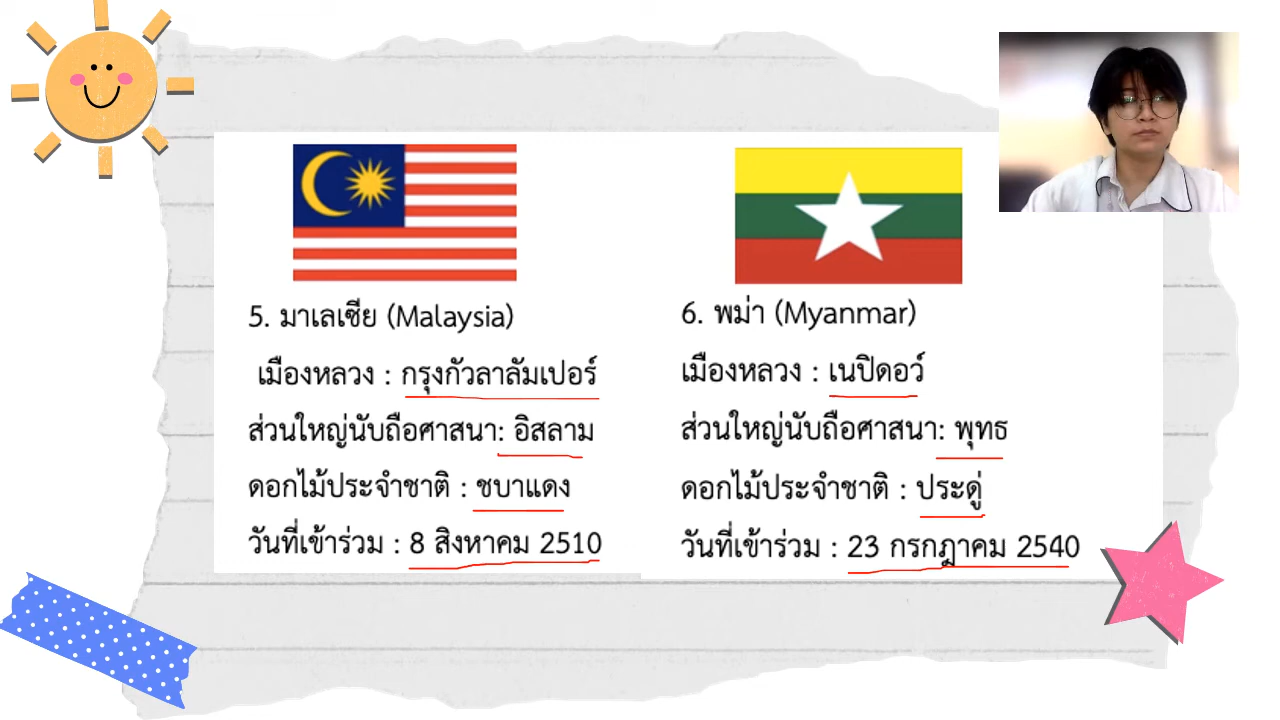 5. มาเลเซีย (Malaysia)
เมืองหลวง : กรุงกัวลาลัมเปอร์
ส่วนใหญ่นับถือศาสนา: อิสลาม
ดอกไม้ประจำชาติ : ชบาแดง
วันที่เข้าร่วม : 8 สิงหาคม 2510
6. พม่า (Myanmar)
เมืองหลวง : เนปิดอว์
ส่วนใหญ่นับถือศาสนา: พุทธ
ดอกไม้ประจำชาติ : ประดู่
วันที่เข้าร่วม : 23 กรกฎาคม 2540